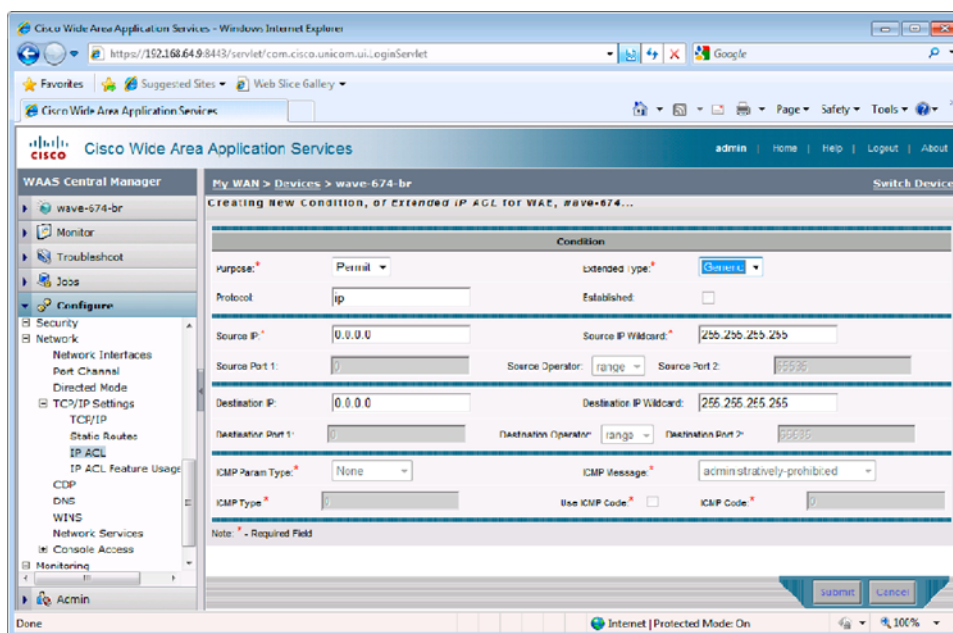 Cisco Wide Area Application Services - Windows Internet Explorer
https://192.168.64.9:8443/servlet/com.cisco.unicom.ui.LoginServlet
Google
Favorites Suggested Sites Web Slice Gallery
Cisco Wide Area Application Services
Page Safety Tools
CISCO Cisco Wide Area Application Services
admin | Home | Help | Logout | About
WAAS Central Manager
My WAN > Devices > wave-674-br
Switch Device
Creating New Condition, of Extended IP ACL for WAE, wave-674...
wave-674-br
Monitor
Troubleshoot
Jobs
Configure
Security
Network
Network Interfaces
Port Channel
Directed Mode
TCP/IP Settings
TCP/IP
Static Routes
IP ACL
IP ACL Feature Usage
CDP
DNS
WINS
Network Services
Console Access
Monitoring
Admin
Condition
Purpose:* Permit Extended Type:* Generic
Protocol: ip Established:
Source IP:* 0.0.0.0 Source IP Wildcard:* 255.255.255.255
Source Port 1: 0 Source Operator: range Source Port 2: 65535
Destination IP: 0.0.0.0 Destination IP Wildcard: 255.255.255.255
Destination Port 1: 0 Destination Operator: range Destination Port 2: 65535
ICMP Param Type:* None ICMP Message:* administratively-prohibited
ICMP Type:* 0 Use ICMP Code:* ICMP Code:* 0
Note: * - Required Field
Submit Cancel
Done
Internet | Protected Mode: On
100%